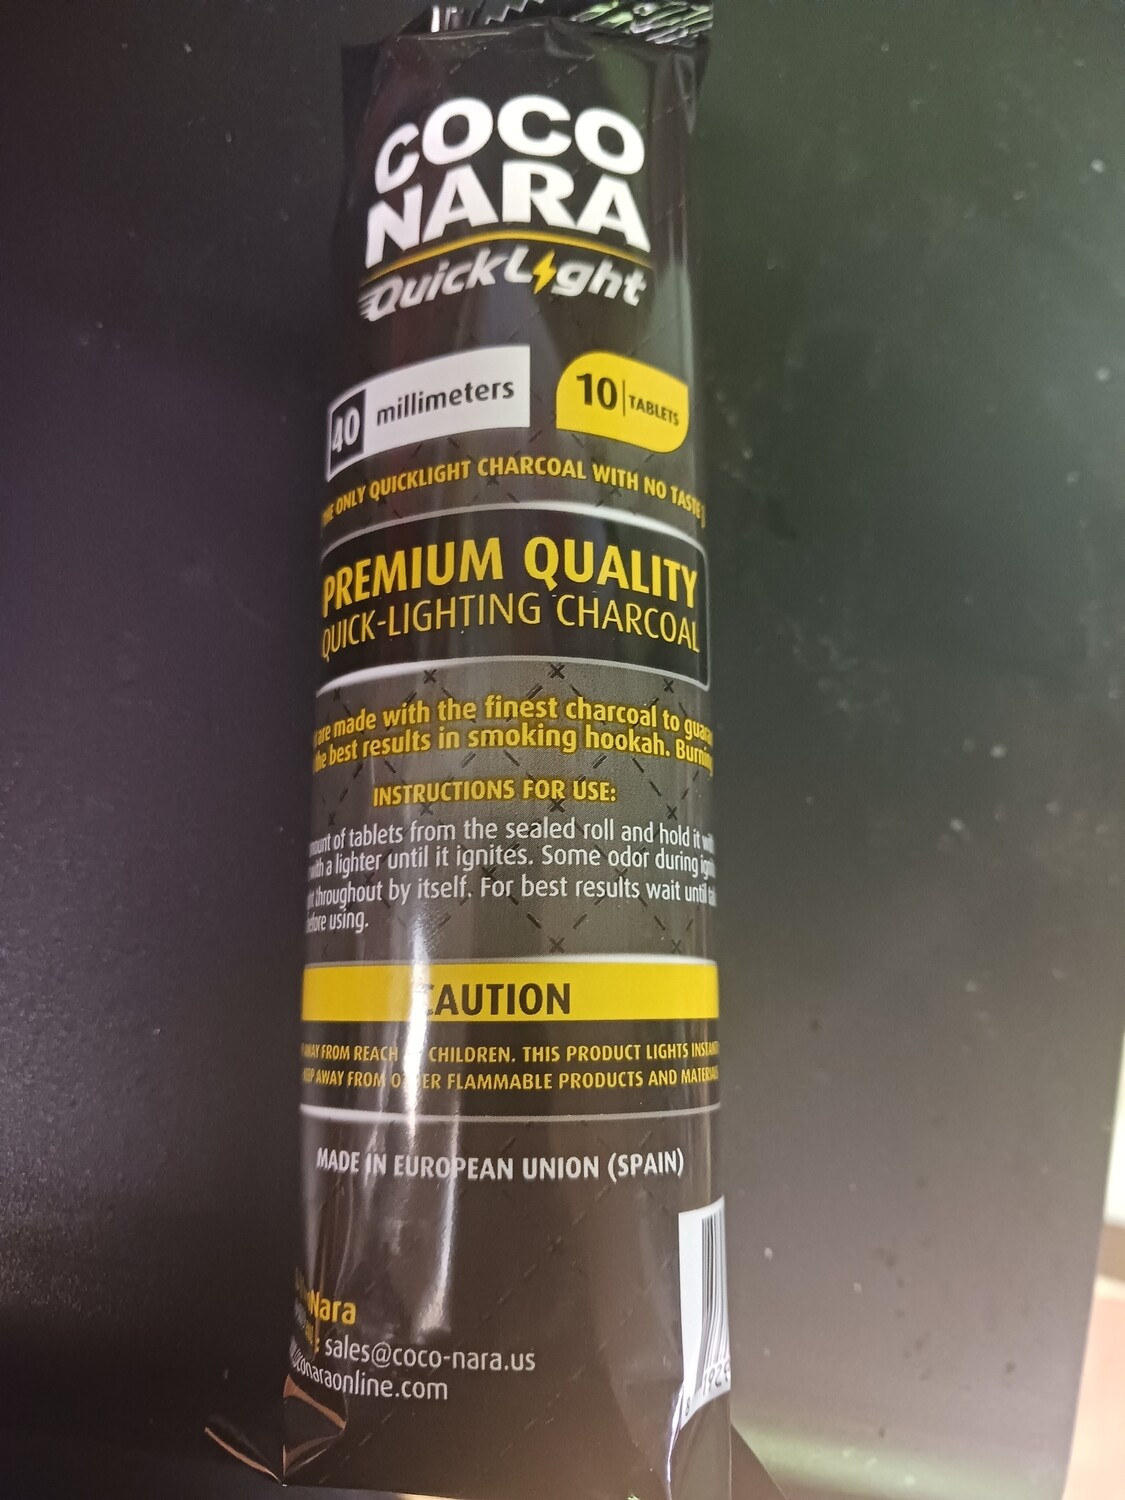 COCO
NARA
QuickLight
40 millimeters
10 TABLETS
ONLY QUICKLIGHT CHARCOAL WITH NO TASTE
PREMIUM QUALITY
QUICK-LIGHTING CHARCOAL
are made with the finest charcoal to
the best results in smoking hookah. Burning
INSTRUCTIONS FOR USE:
of tablets from the sealed roll and hold it
with a lighter until it ignites. Some odor during
throughout by itself. For best results wait until
before using.
CAUTION
AWAY FROM REACH CHILDREN. THIS PRODUCT LIGHTS
AWAY FROM FLAMMABLE PRODUCTS AND
MADE IN EUROPEAN UNION (SPAIN)
Nara
sales@coco-nara.us
conaraonline.com